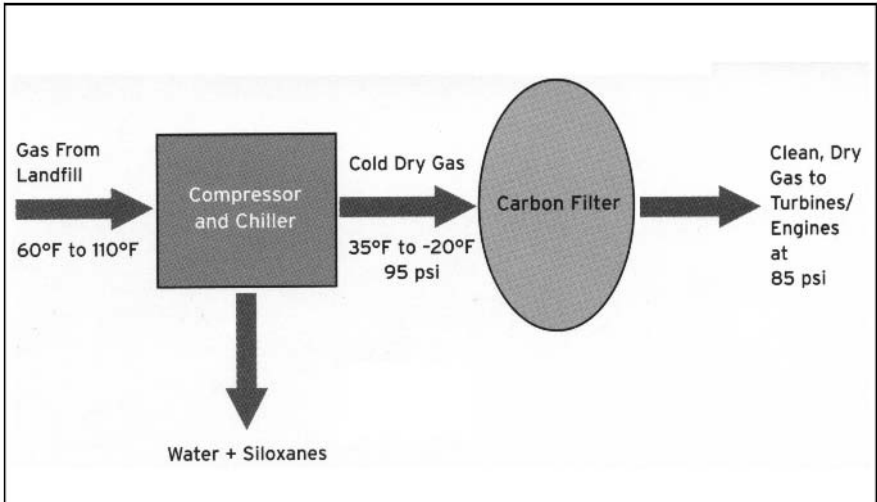 Gas From
Landfill
60°F to 110°F
Compressor
and Chiller
Water + Siloxanes
Cold Dry Gas
35°F to -20°F
95 psi
Carbon Filter
Clean, Dry
Gas to
Turbines/
Engines
at
85 psi